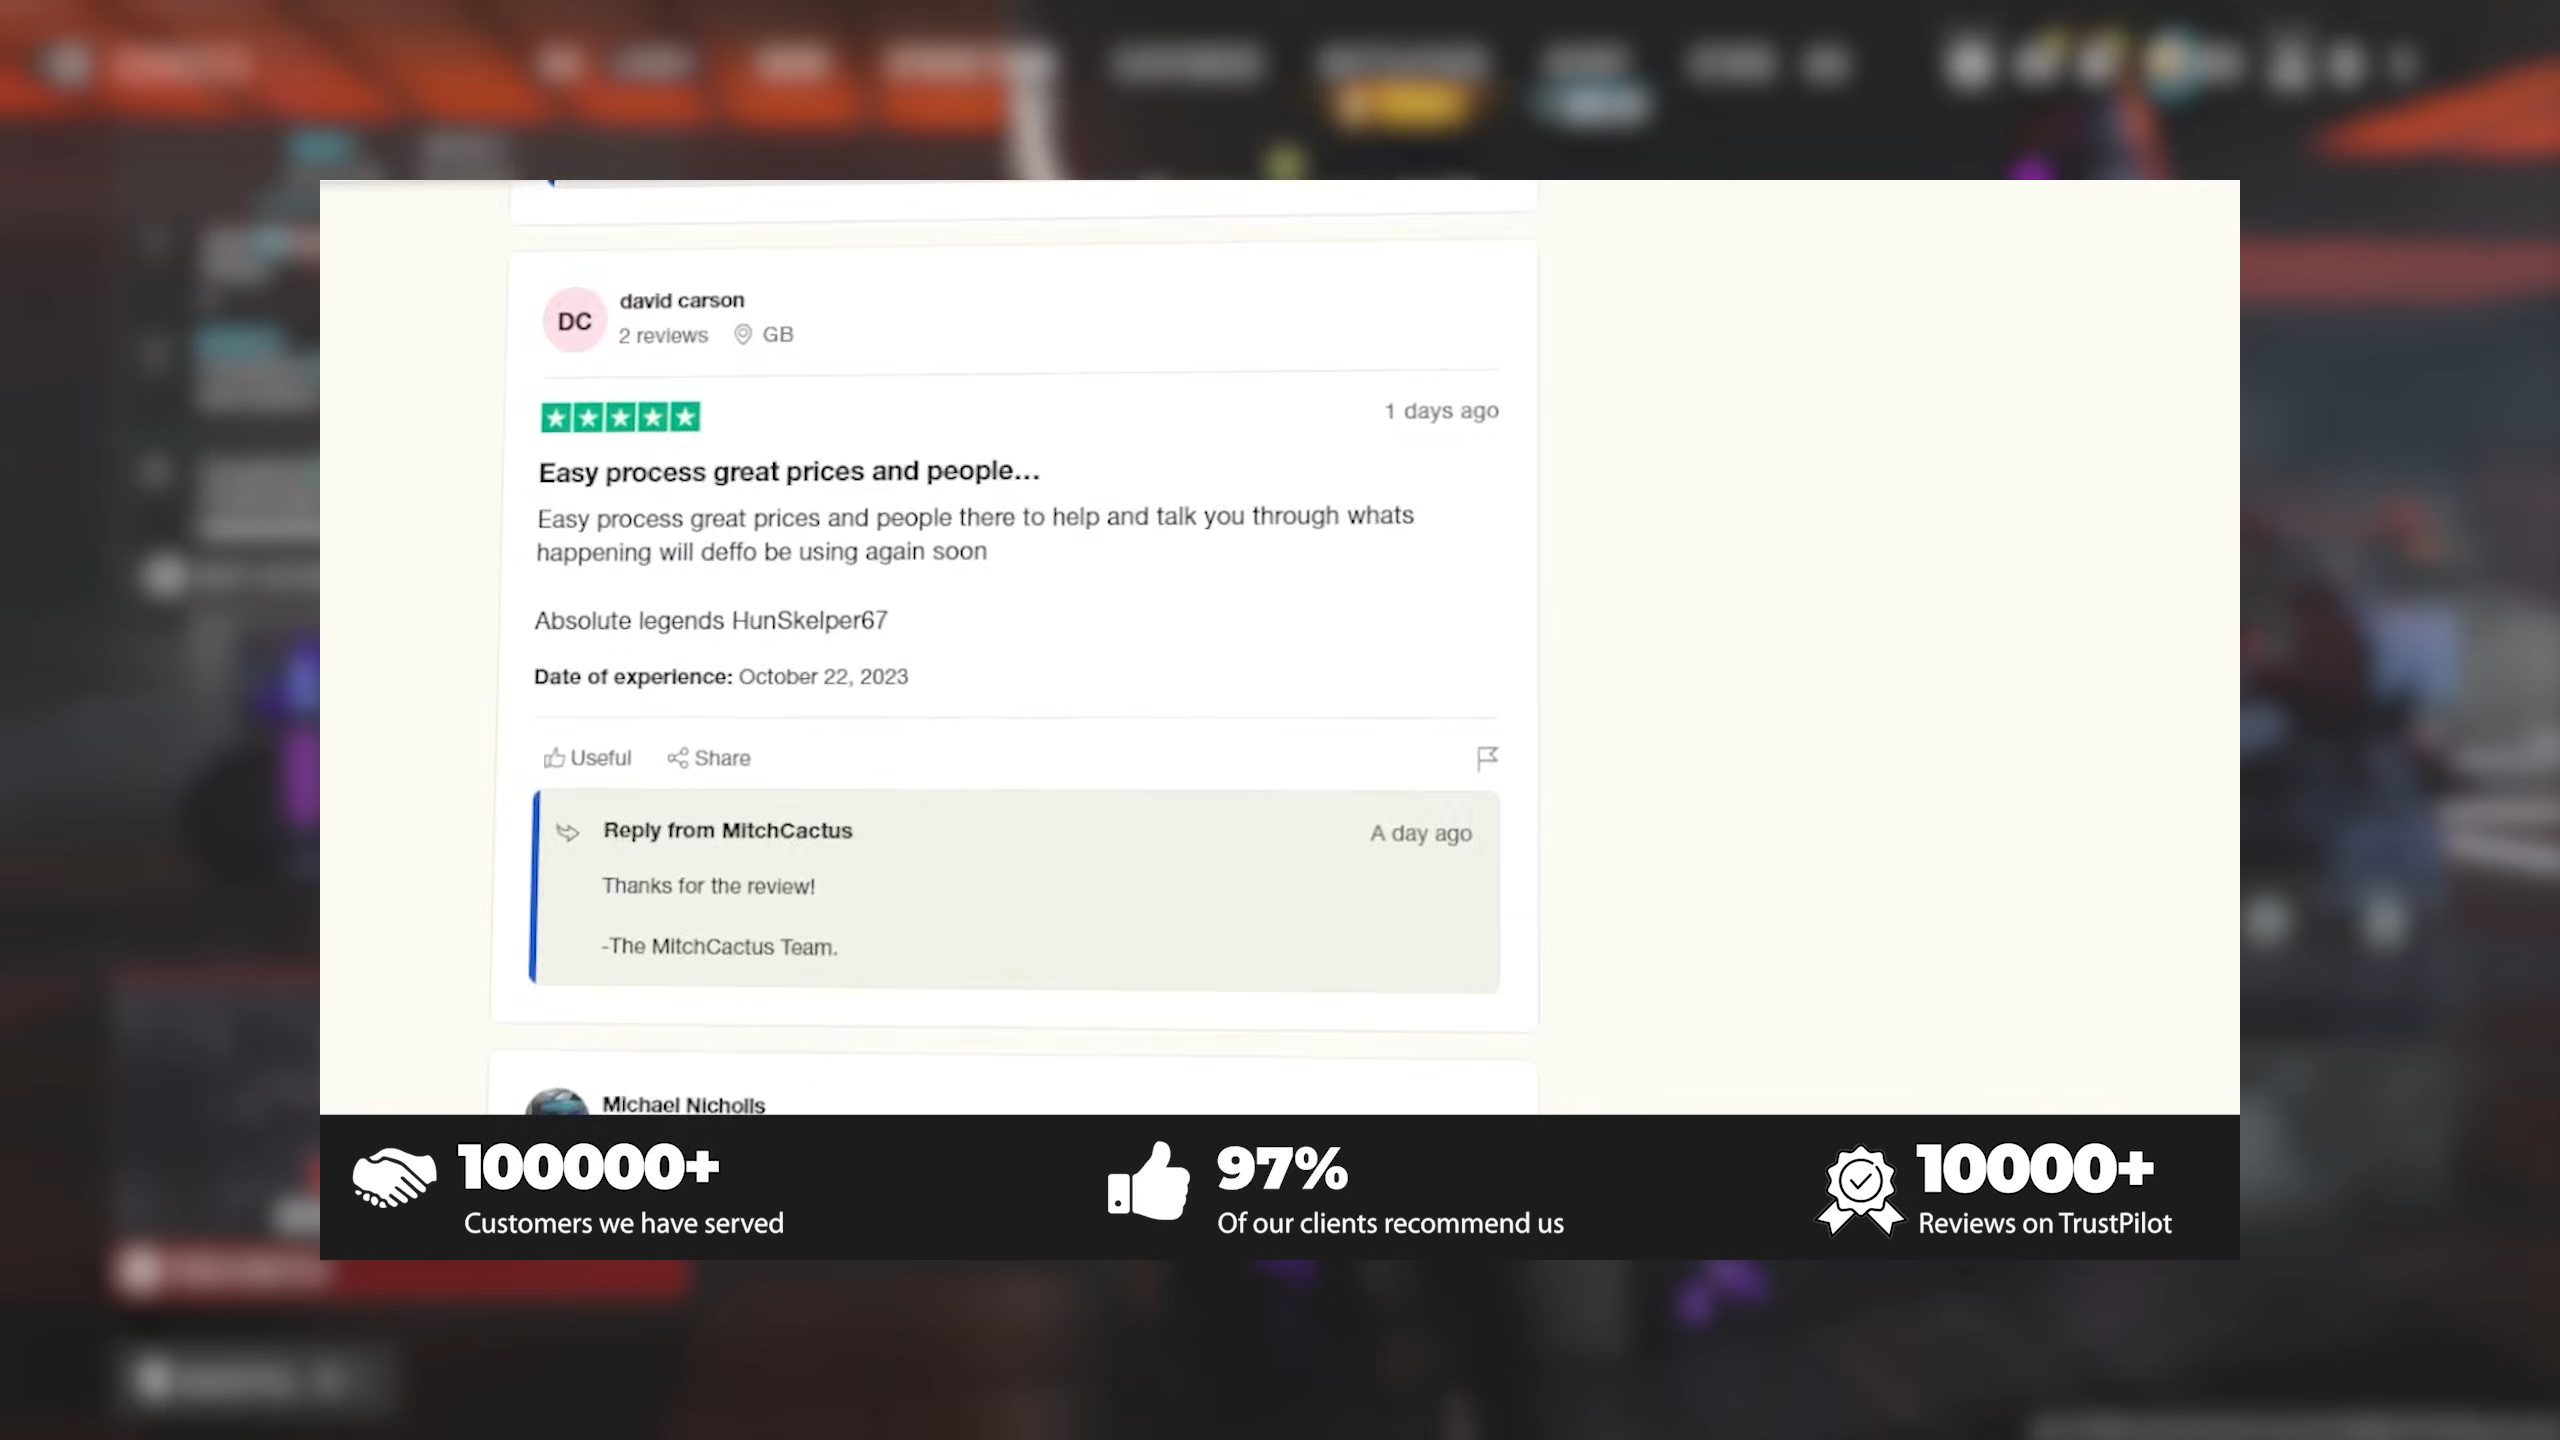 DC
david carson
2 reviews GB
1 days ago
Easy process great prices and people...
Easy process great prices and people there to help and talk you through whats
happening will deffo be using again soon
Absolute legends HunSkelper67
Date of experience: October 22, 2023
Useful Share
Reply from MitchCactus
A day ago
Thanks for the review!
-The MitchCactus Team.
Michael Nicholls
100000+
Customers we have served
97%
Of our clients recommend us
10000+
Reviews on TrustPilot